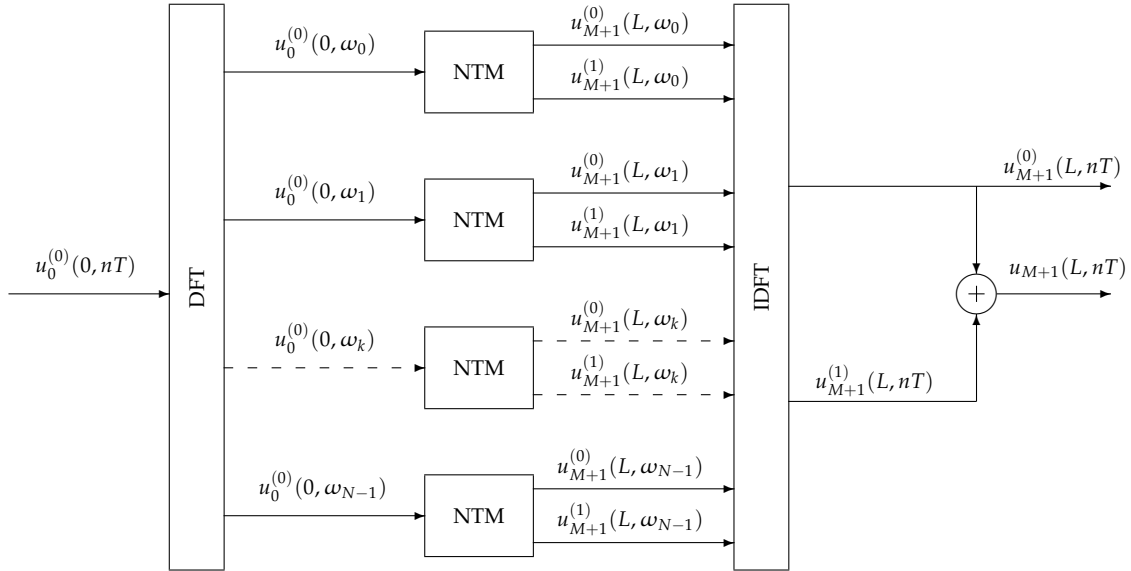 u_0^{(0)}(0, nT)
DFT
u_0^{(0)}(0, ω_0)
NTM
u_{M+1}^{(0)}(L, ω_0)
u_{M+1}^{(1)}(L, ω_0)
u_0^{(0)}(0, ω_1)
NTM
u_{M+1}^{(0)}(L, ω_1)
u_{M+1}^{(1)}(L, ω_1)
u_0^{(0)}(0, ω_k)
NTM
u_{M+1}^{(0)}(L, ω_k)
u_{M+1}^{(1)}(L, ω_k)
u_0^{(0)}(0, ω_{N−1})
NTM
u_{M+1}^{(0)}(L, ω_{N−1})
u_{M+1}^{(1)}(L, ω_{N−1})
IDFT
u_{M+1}^{(0)}(L, nT)
+
u_{M+1}(L, nT)
u_{M+1}^{(1)}(L, nT)